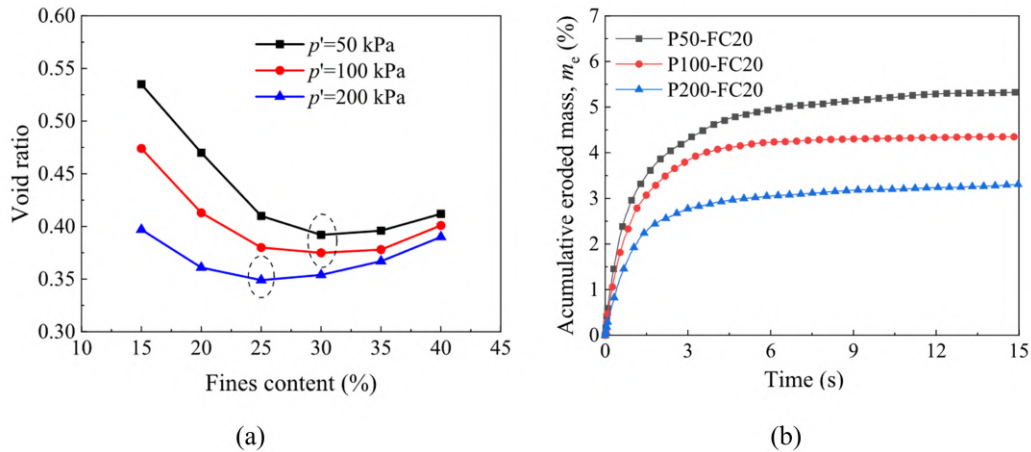 0.60
0.55
0.50
0.45
0.40
0.35
0.30
Void ratio
p'=50 kPa
p'=100 kPa
p'=200 kPa
10 15 20 25 30 35 40 45
Fines content (%)
(a)
7
6
5
4
3
2
1
0
Acumulative eroded mass, mₑ (%)
P50-FC20
P100-FC20
P200-FC20
0 3 6 9 12 15
Time (s)
(b)